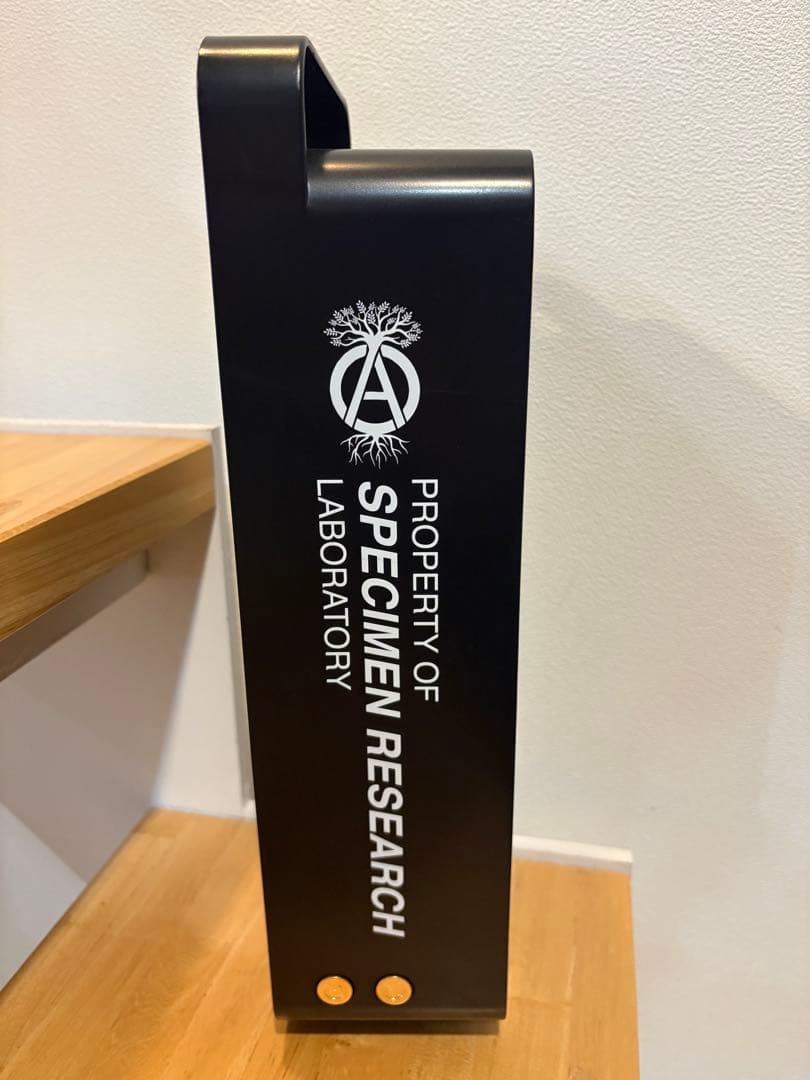 A
PROPERTY OF
SPECIMEN RESEARCH
LABORATORY